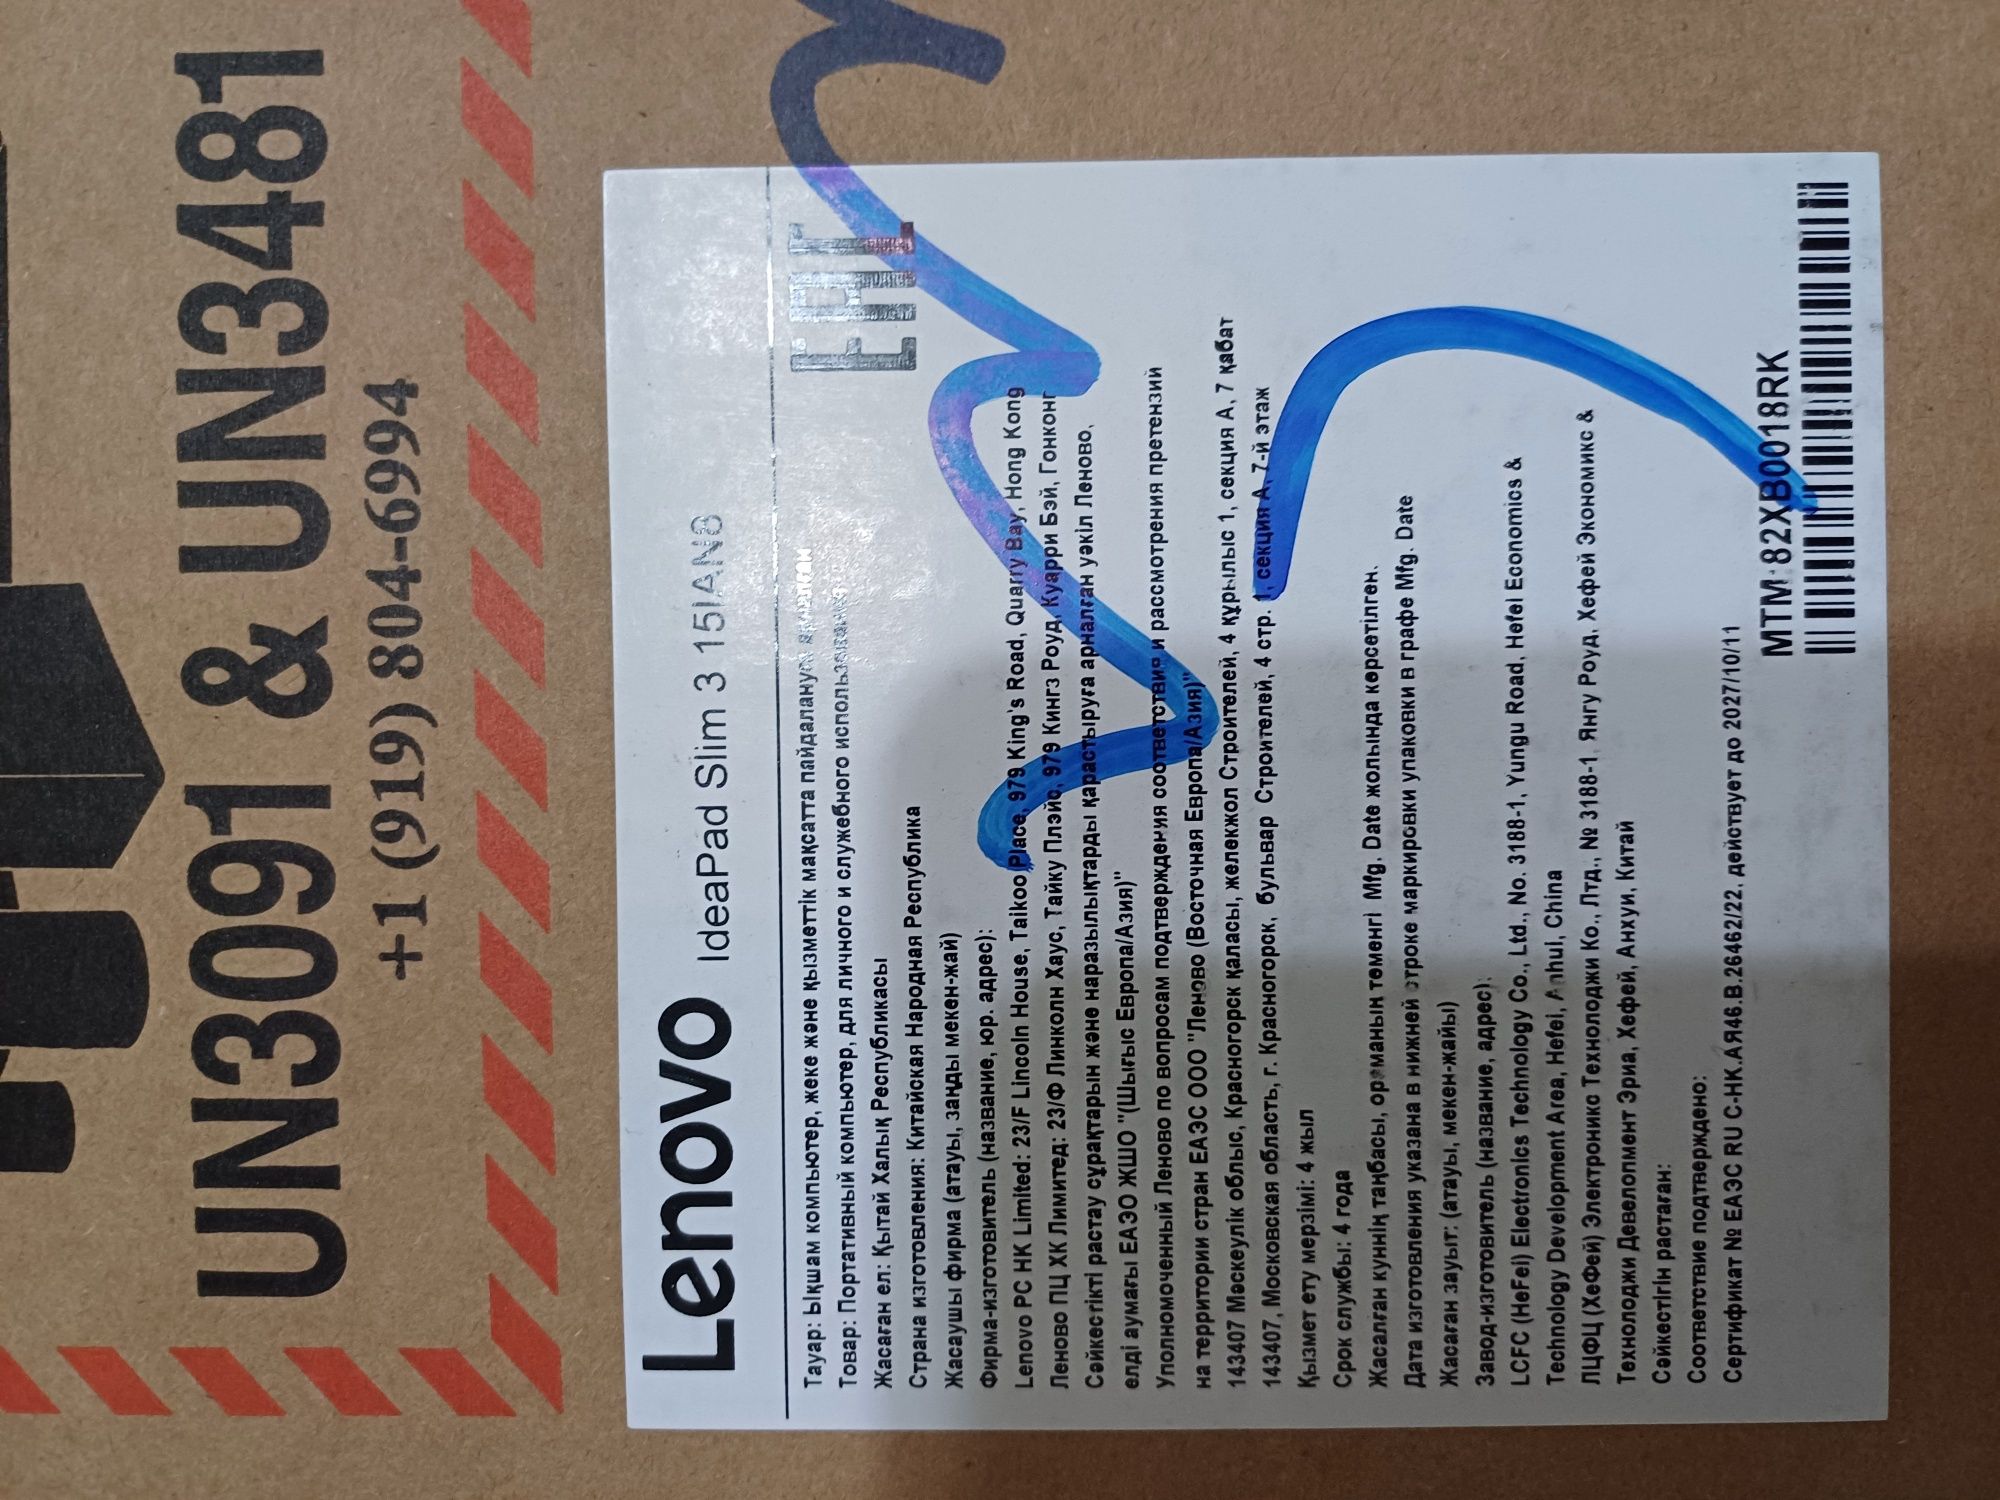 UN3091 & UN3481
+1 (919) 804-6994
Lenovo IdeaPad Slim 3 15IAN8
EAC
Тауар: Ықшам компьютер, жеке және қызметтік мақсатта пайдалануға арналған
Товар: Портативный компьютер, для личного и служебного использования
Жасаған ел: Қытай Халық Республикасы
Страна изготовления: Китайская Народная Республика
Жасаушы фирма (атауы, заңды мекен-жай)
Фирма-изготовитель (название, юр. адрес):
Lenovo PC HK Limited: 23/F Lincoln House, Taikoo Place, 979 King's Road, Quarry Bay, Hong Kong
Леново ПЦ ХК Лимитед: 23/Ф Линколн Хаус, Тайку Плэйс, 979 Кингз Роуд, Куарри Бэй, Гонконг
Сәйкестікті растау сұрақтарын және наразылықтарды қарастыруға арналған уәкіл Леново,
елді аумағы ЕАЭО ЖШО "(Шығыс Европа/Азия)"
Уполномоченный Леново по вопросам подтверждения соответствия и рассмотрения претензий
на территории стран ЕАЭС ООО "Леново (Восточная Европа/Азия)"
143407 Мәскеулік облыс, Красногорск қаласы, желекжол Строителей, 4 құрылыс 1, секция А, 7 қабат
143407, Московская область, г. Красногорск, бульвар Строителей, 4 стр. 1, секция А, 7-й этаж
Қызмет ету мерзімі: 4 жыл
Срок службы: 4 года
Жасалған куннің таңбасы, орэманың төменгі Mfg. Date жолында көрсетілген.
Дата изготовления указана в нижней строке маркировки упаковки в графе Mfg. Date
Жасаған зауыт: (атауы, мекен-жайы)
Завод-изготовитель (название, адрес):
LCFC (HeFei) Electronics Technology Co., Ltd., No. 3188-1, Yungu Road, Hefei Economics &
Technology Development Area, Hefei, Anhui, China
ЛЦФЦ (Хефей) Электроникс Технолоджи Ко., Лтд., № 3188-1, Янгу Роуд, Хефей Экономикс &
Технолоджи Девелопмент Эриа, Хефей, Анхуи, Китай
Сәйкестігін растаған:
Соответствие подтверждено:
Сертификат № ЕАЭС RU С-НК.АЯ46.В.26462/22, действует до 2027/10/11
MTM:82XB0018RK